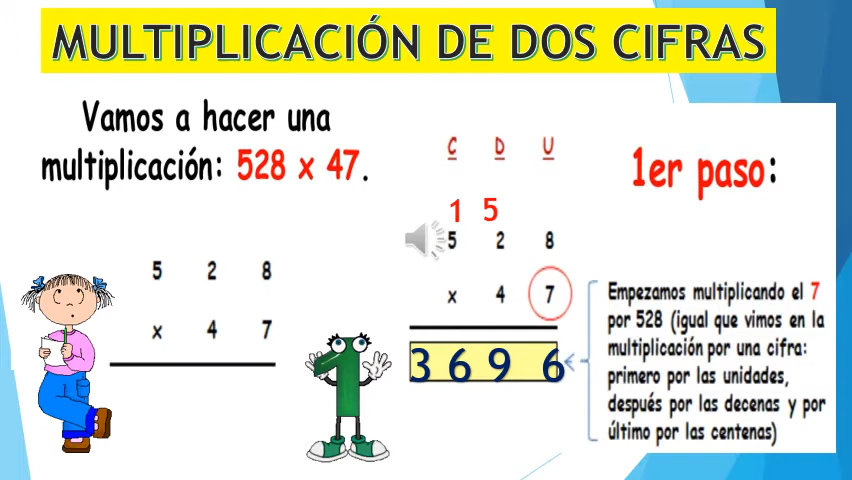 MULTIPLICACIÓN DE DOS CIFRAS
Vamos a hacer una
multiplicación: 528 x 47.
5 2 8
x 4 7
C D U
1 5
5 2 8
x 4 7
3 6 9 6
1
1er paso:
Empezamos multiplicando el 7
por 528 (igual que vimos en la
multiplicación por una cifra:
primero por las unidades,
después por las decenas y por
último por las centenas)